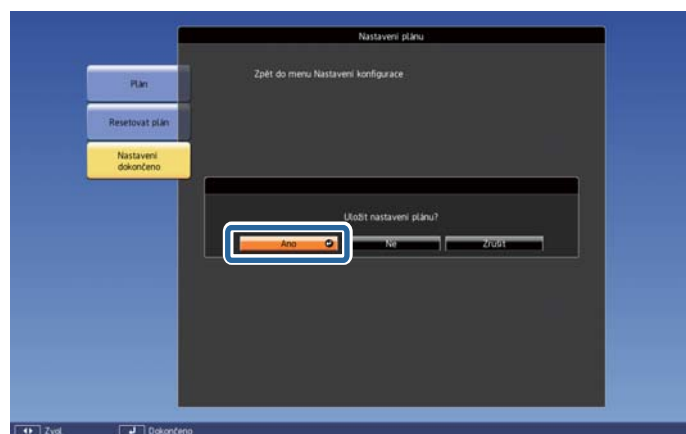 Nastavení plánu
Zpět do menu Nastavení konfigurace
Plán
Resetovat plán
Nastavení
dokončeno
Uložit nastavení plánu?
Ano
Ne
Zrušit
Zvol
Dokončeno